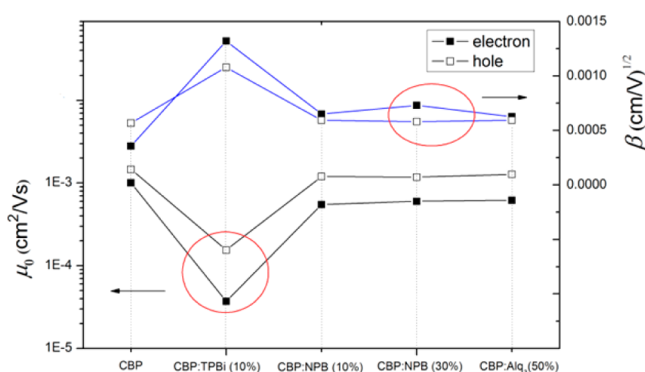 0.0015
electron
hole
0.0010
β (cm/V)^1/2
0.0005
1E-3
0.0000
μ₀ (cm²/Vs)
1E-4
1E-5
CBP
CBP:TPBi (10%)
CBP:NPB (10%)
CBP:NPB (30%)
CBP:Alq₃(50%)